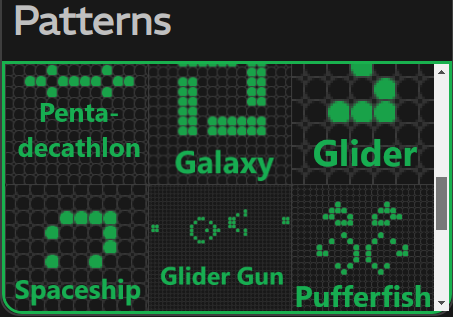 Patterns
Penta-
decathlon
Galaxy
Glider
Spaceship
Glider Gun
Pufferfish